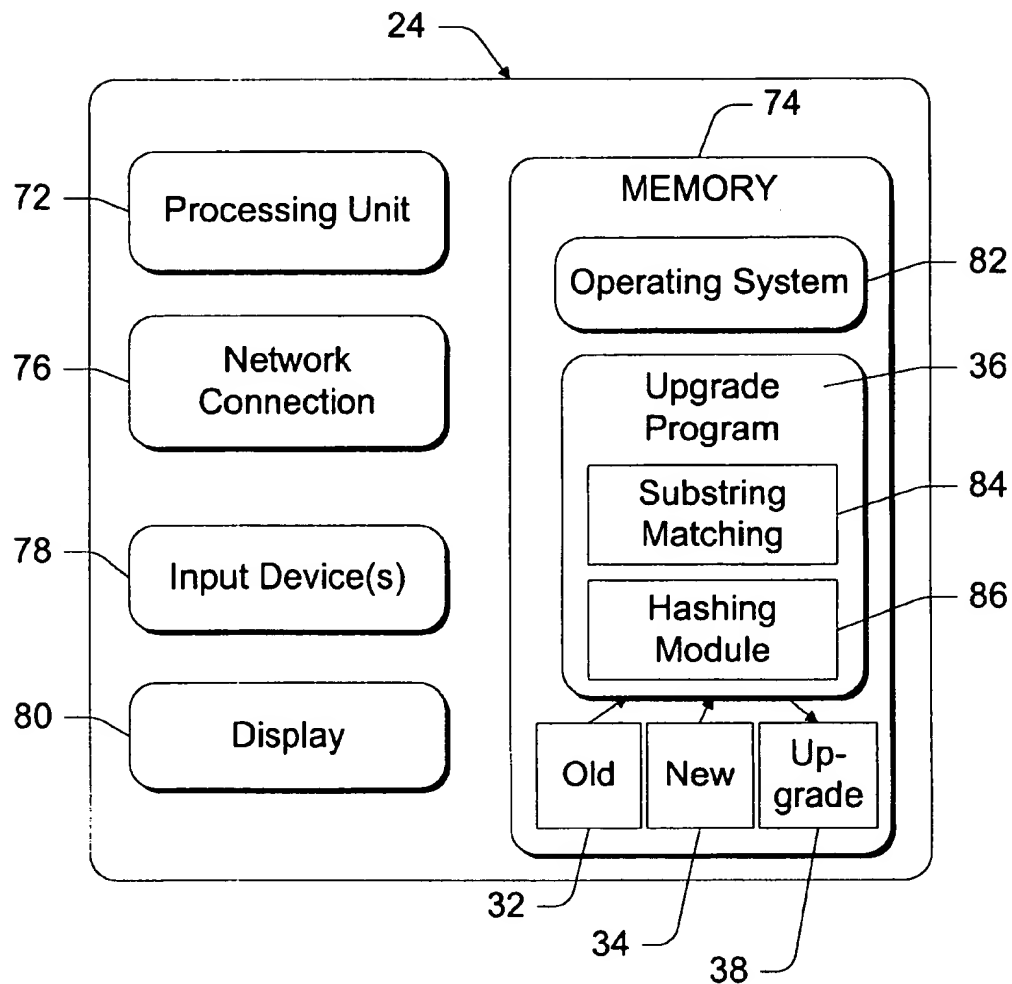 24
74
MEMORY
72
Processing Unit
Operating System
82
76
Network
Connection
Upgrade
Program
36
Substring
Matching
84
78
Input Device(s)
Hashing
Module
86
80
Display
Old
New
Up-
grade
32
34
38